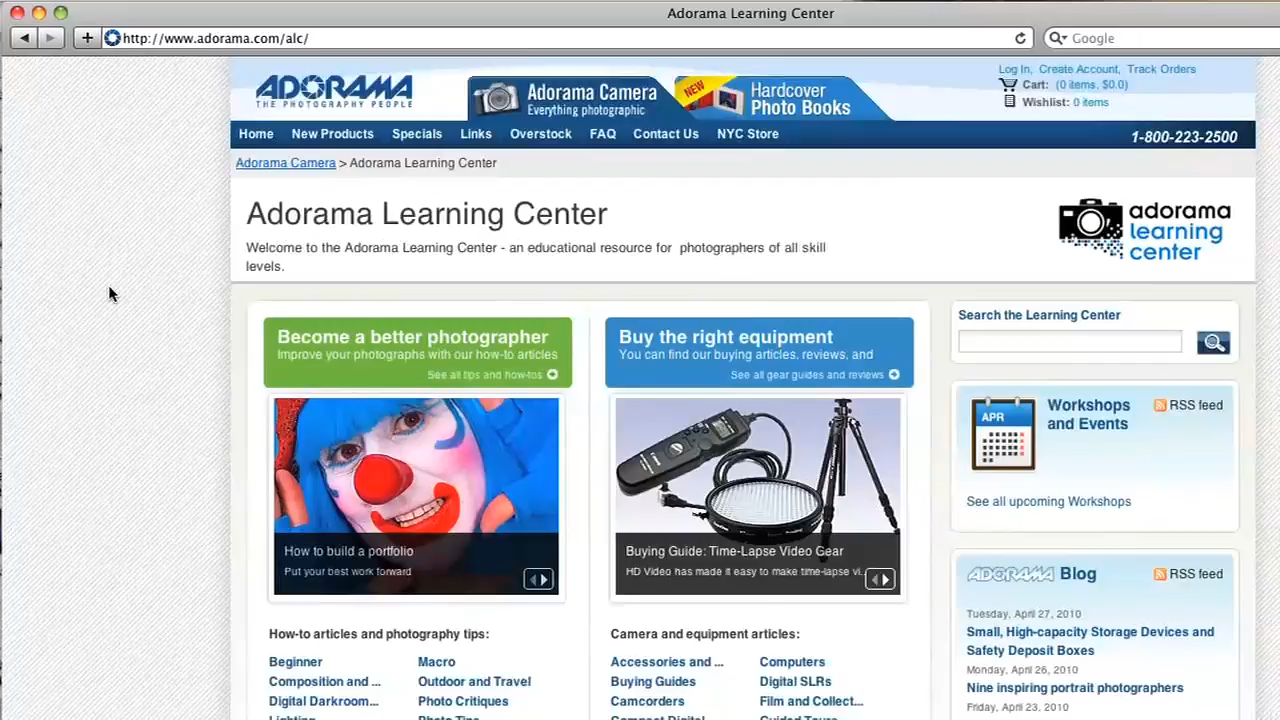 Adorama Learning Center
http://www.adorama.com/alc/
Google
ADORAMA
THE PHOTOGRAPHY PEOPLE
Adorama Camera
Everything photographic
NEW
Hardcover
Photo Books
Log In, Create Account, Track Orders
Cart: (0 items, $0.0)
Wishlist: 0 items
Home New Products Specials Links Overstock FAQ Contact Us NYC Store
1-800-223-2500
Adorama Camera > Adorama Learning Center
Adorama Learning Center
Welcome to the Adorama Learning Center - an educational resource for photographers of all skill
levels.
adorama
learning
center
Become a better photographer
Improve your photographs with our how-to articles
See all tips and how-tos
Buy the right equipment
You can find our buying articles, reviews, and
See all gear guides and reviews
How to build a portfolio
Put your best work forward
Buying Guide: Time-Lapse Video Gear
HD Video has made it easy to make time-lapse vi...
How-to articles and photography tips:
Beginner
Macro
Composition and ...
Outdoor and Travel
Digital Darkroom...
Photo Critiques
Lighting
Photo Tips
Camera and equipment articles:
Accessories and ...
Computers
Buying Guides
Digital SLRs
Camcorders
Film and Collect...
Compact Digital
Guided Tours
Search the Learning Center
APR
Workshops
and Events
RSS feed
See all upcoming Workshops
ADORAMA Blog
RSS feed
Tuesday, April 27, 2010
Small, High-capacity Storage Devices and
Safety Deposit Boxes
Monday, April 26, 2010
Nine inspiring portrait photographers
Friday, April 23, 2010